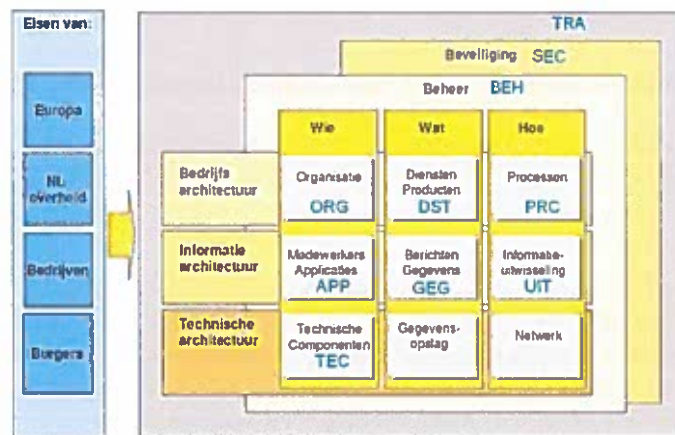 Eisen van:
Europa
NL
overheid
Bedrijven
Burgers
TRA
Beveiliging SEC
Beheer BEH
Wie
Wat
Hoe
Bedrijfs
architectuur
Organisatie
ORG
Diensten
Producten
DST
Processen
PRC
Informatie
architectuur
Medewerkers
Applicaties
APP
Berichten
Gegevens
GEG
Informatie-
uitwisseling
UIT
Technische
architectuur
Technische
Componenten
TEC
Gegevens-
opslag
Netwerk